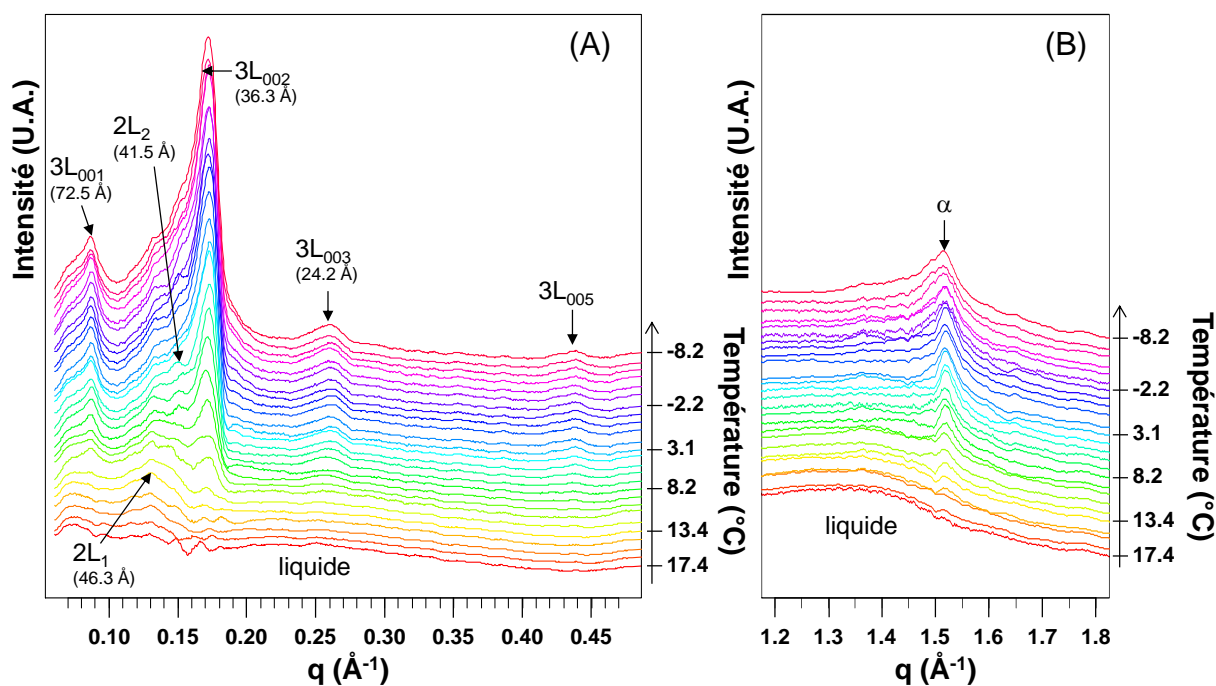 (A)
3L002
(36.3 Å)
2L2
(41.5 Å)
3L001
(72.5 Å)
3L003
(24.2 Å)
3L005
2L1
(46.3 Å)
liquide
Intensité (U.A.)
-8.2
-2.2
3.1
8.2
13.4
17.4
Température (°C)
0.10 0.15 0.20 0.25 0.30 0.35 0.40 0.45
q (Å-1)
(B)
α
liquide
Intensité (U.A.)
-8.2
-2.2
3.1
8.2
13.4
17.4
Température (°C)
1.2 1.3 1.4 1.5 1.6 1.7 1.8
q (Å-1)